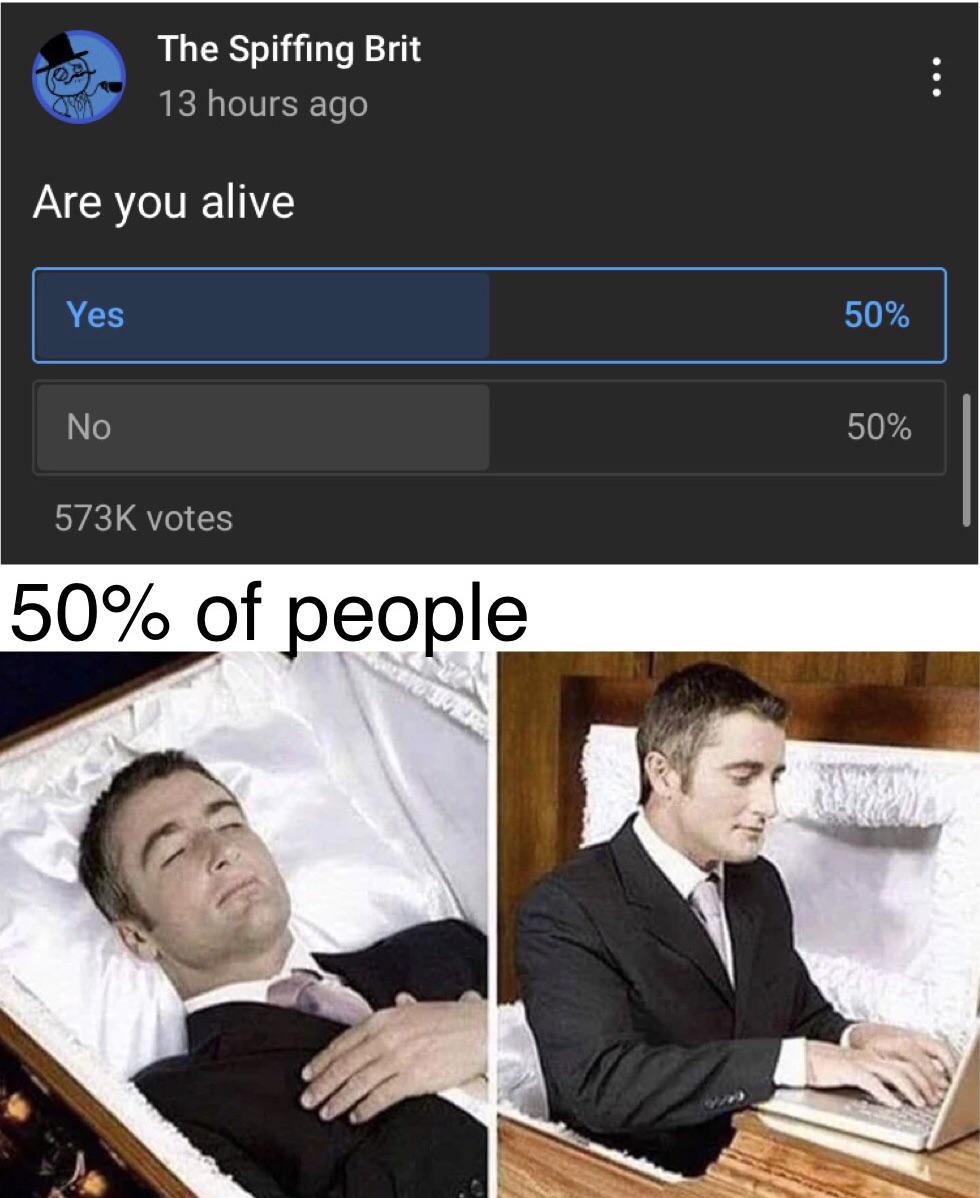 The Spiffing Brit
13 hours ago
Are you alive
Yes 50%
No 50%
573K votes
50% of people